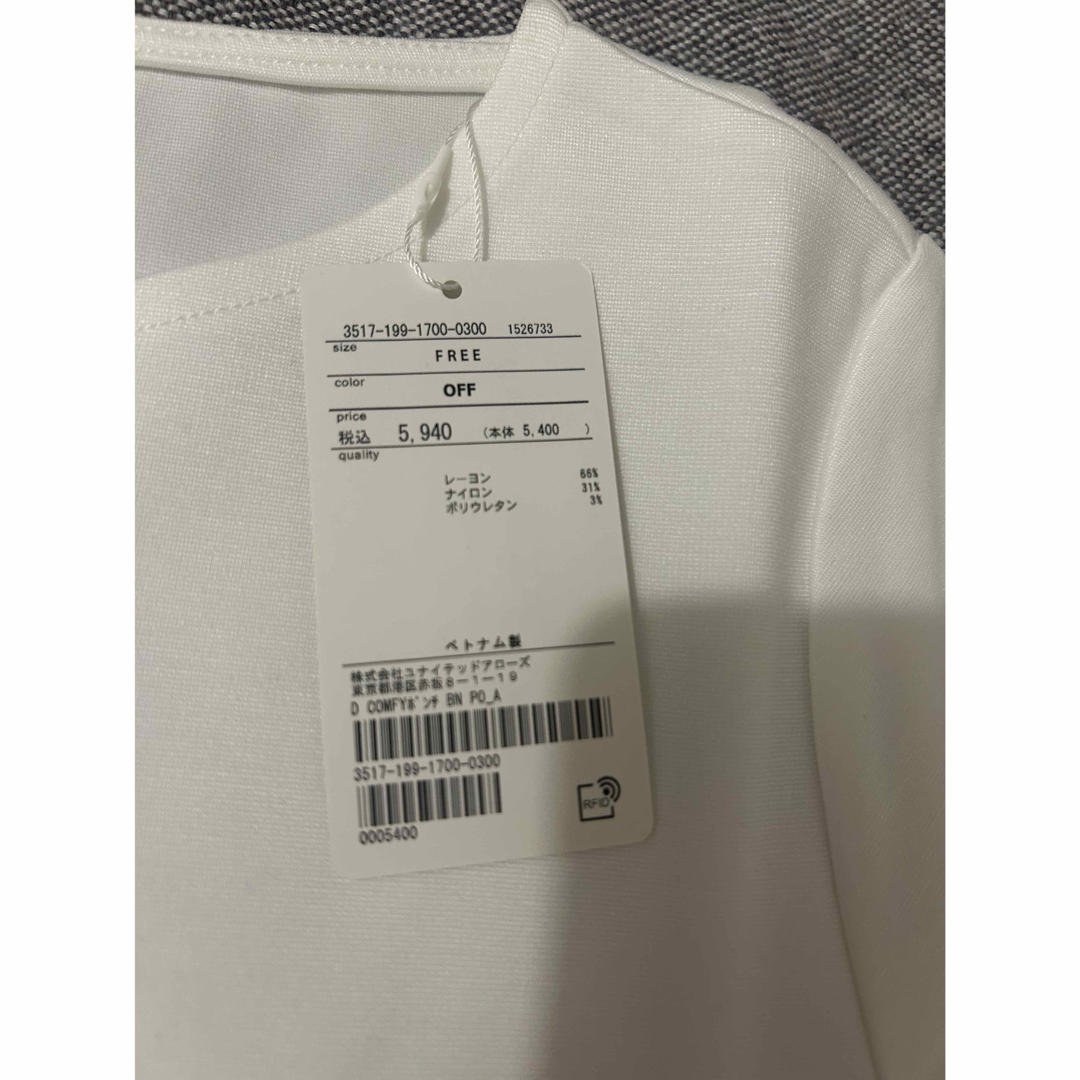 3517-199-1700-0300 1526733
size FREE
color OFF
price
税込 5,940 (本体 5,400 )
quality
レーヨン 66%
ナイロン 31%
ポリウレタン 3%
ベトナム製
株式会社ユナイテッドアローズ
東京都港区赤坂8-1-19
D COMFYポンチ BN PO_A
3517-199-1700-0300
0005400
RFID